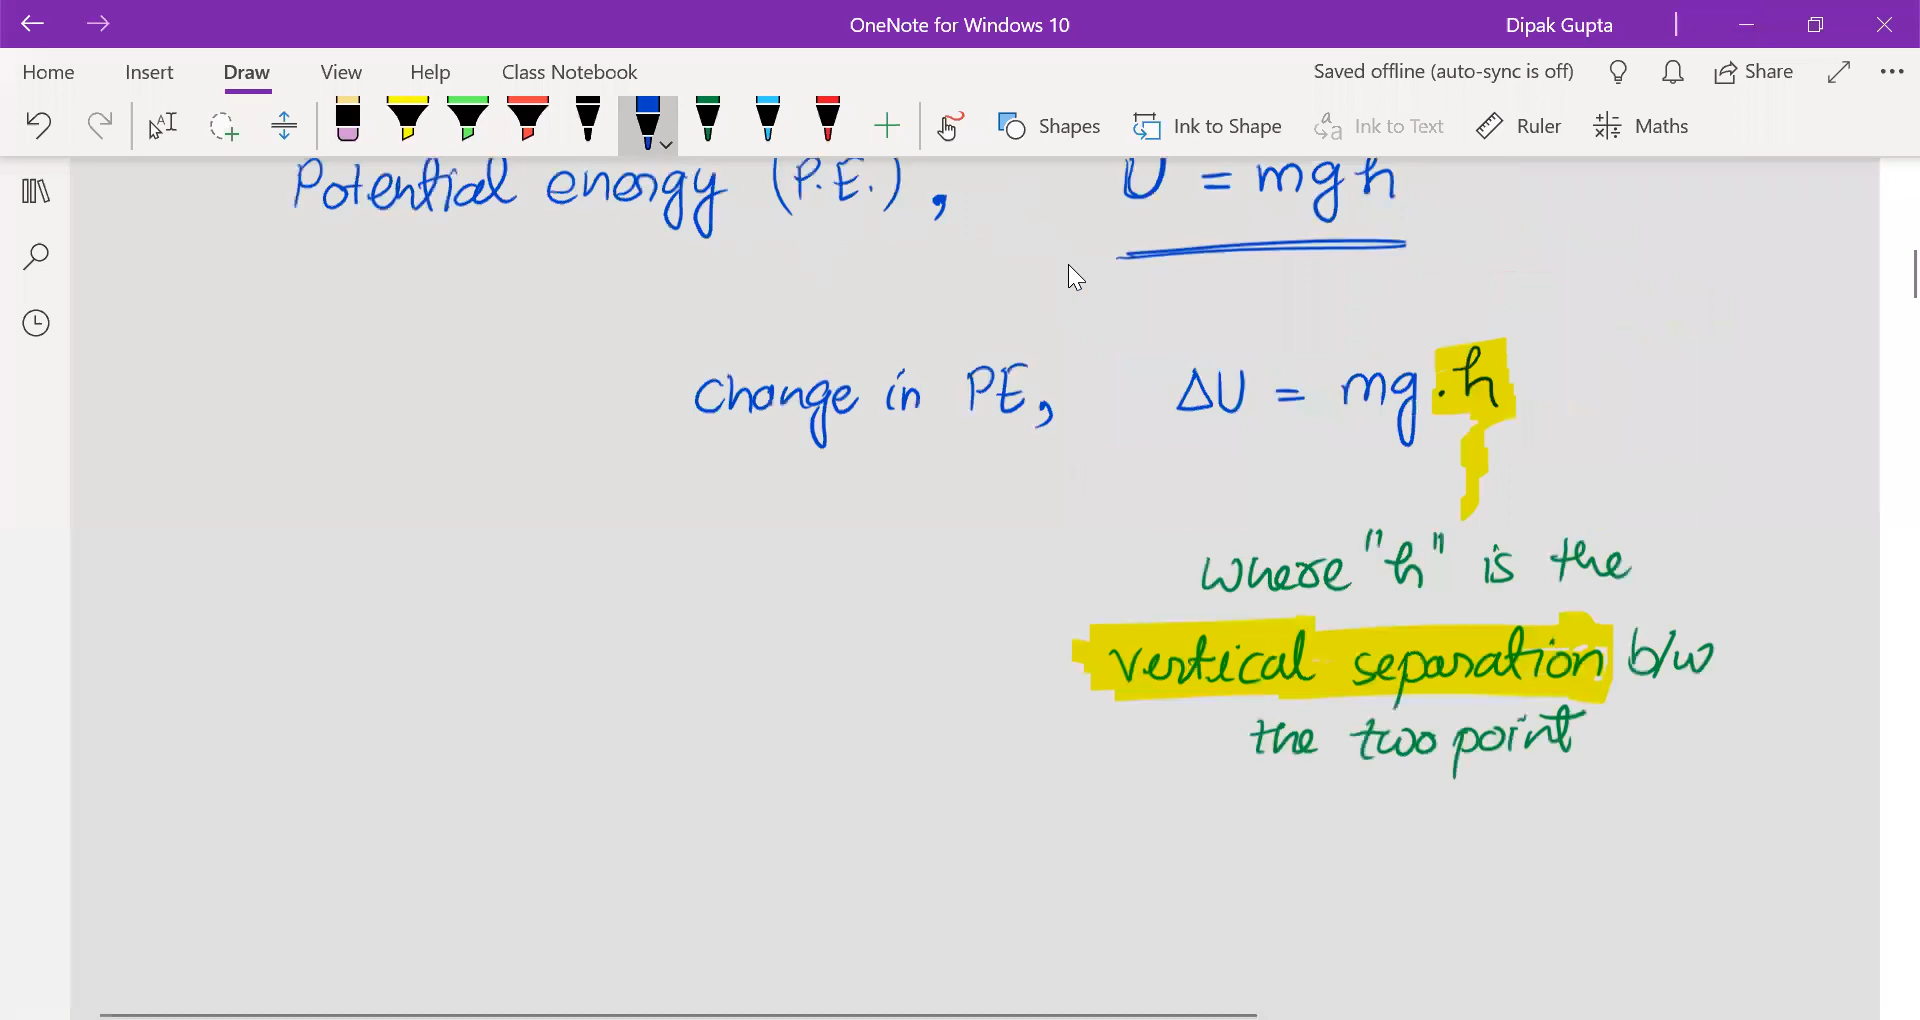 OneNote for Windows 10
Dipak Gupta
Home Insert Draw View Help Class Notebook
Saved offline (auto-sync is off) Share
Shapes Ink to Shape Ink to Text Ruler Maths
Potential energy (P.E.), U = mgh
Change in PE, ΔU = mg.h
where "h" is the
vertical separation b/w
the two point